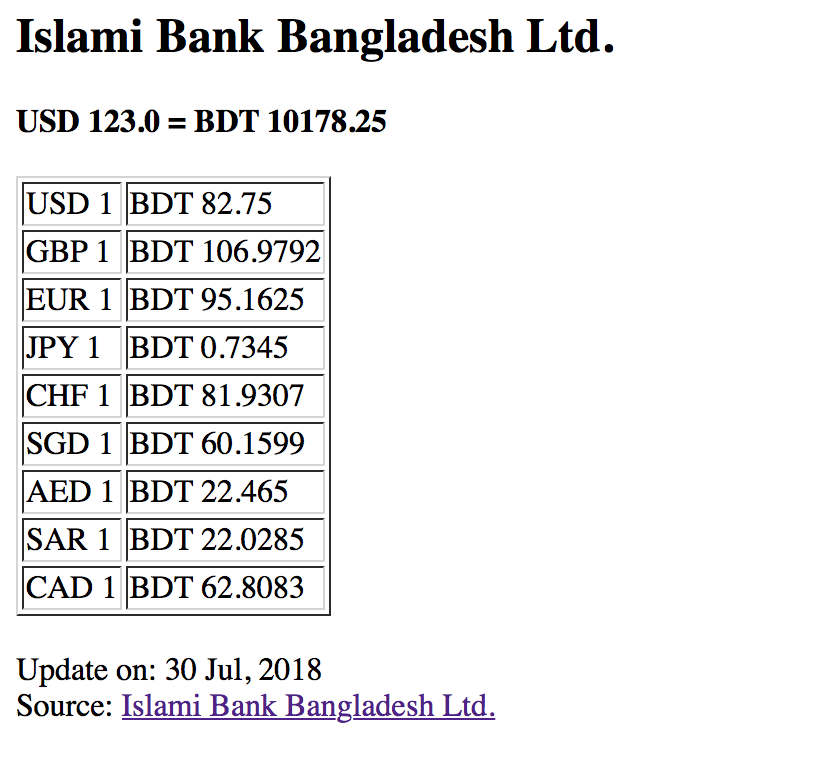 Islami Bank Bangladesh Ltd.
USD 123.0 = BDT 10178.25
USD 1 BDT 82.75
GBP 1 BDT 106.9792
EUR 1 BDT 95.1625
JPY 1 BDT 0.7345
CHF 1 BDT 81.9307
SGD 1 BDT 60.1599
AED 1 BDT 22.465
SAR 1 BDT 22.0285
CAD 1 BDT 62.8083
Update on: 30 Jul, 2018
Source: Islami Bank Bangladesh Ltd.